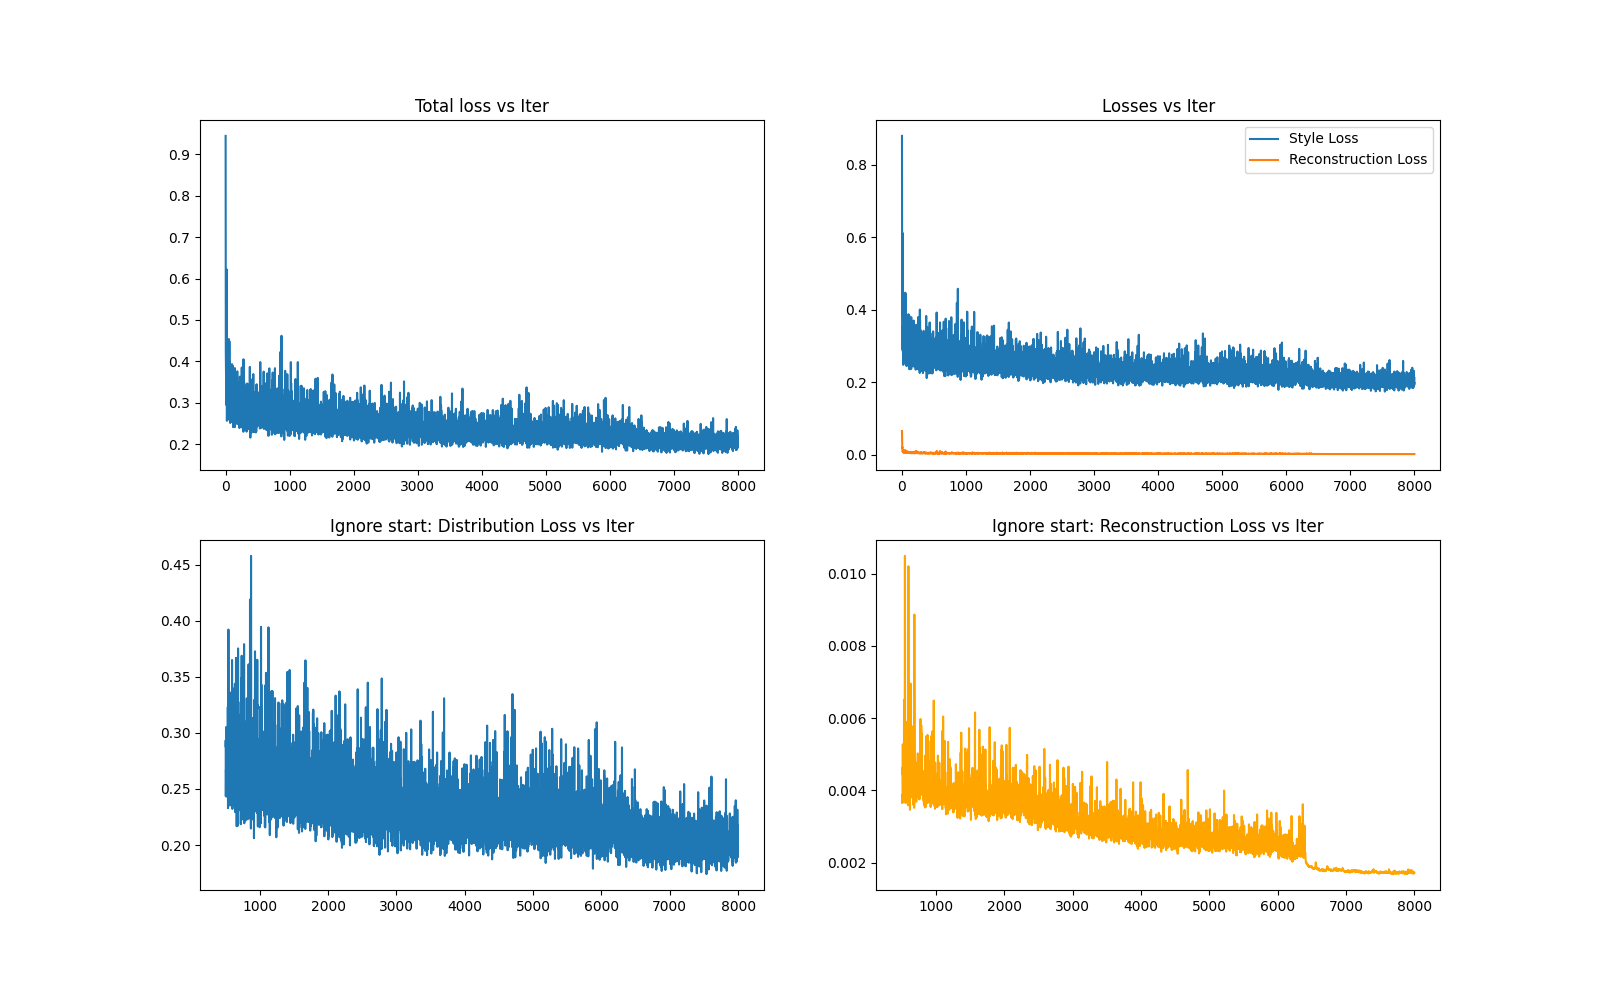 Total loss vs Iter
0.9
0.8
0.7
0.6
0.5
0.4
0.3
0.2
0 1000 2000 3000 4000 5000 6000 7000 8000
Losses vs Iter
Style Loss
Reconstruction Loss
0.8
0.6
0.4
0.2
0.0
0 1000 2000 3000 4000 5000 6000 7000 8000
Ignore start: Distribution Loss vs Iter
0.45
0.40
0.35
0.30
0.25
0.20
1000 2000 3000 4000 5000 6000 7000 8000
Ignore start: Reconstruction Loss vs Iter
0.010
0.008
0.006
0.004
0.002
1000 2000 3000 4000 5000 6000 7000 8000